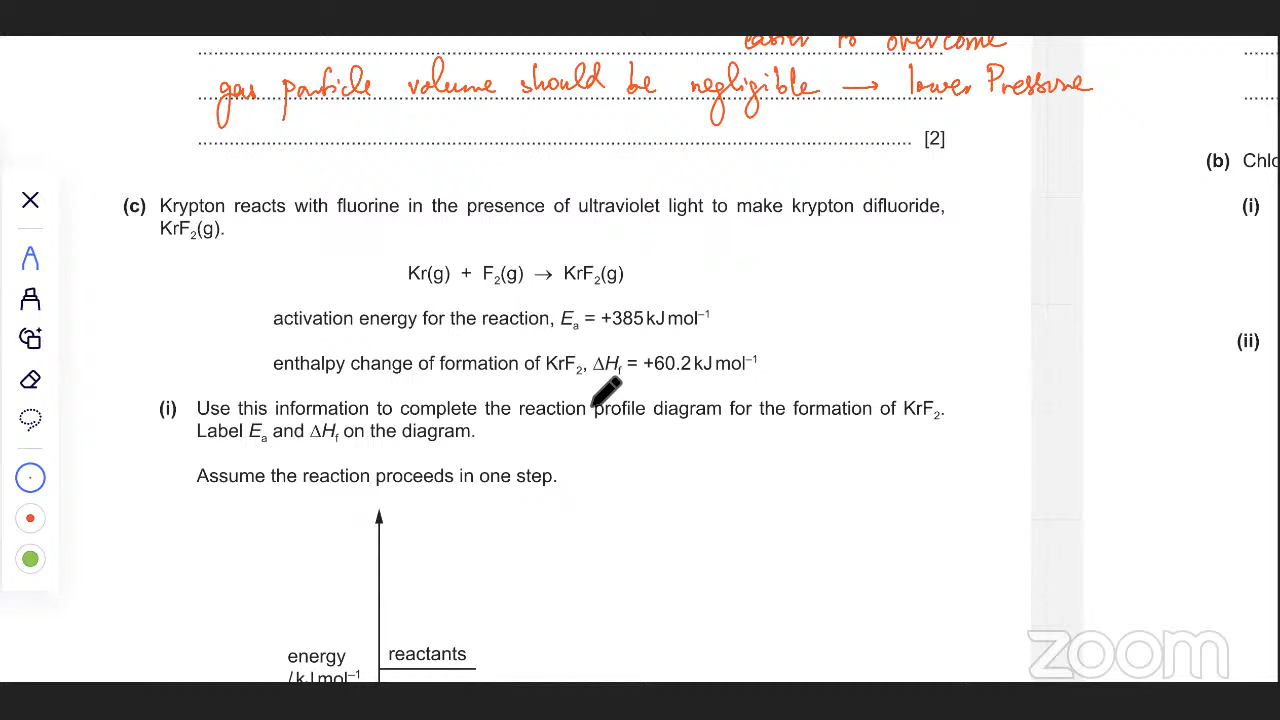 easier to overcome
gas particle volume should be negligible → lower Pressure
[2]
(c) Krypton reacts with fluorine in the presence of ultraviolet light to make krypton difluoride,
KrF₂(g).
Kr(g) + F₂(g) → KrF₂(g)
activation energy for the reaction, Eₐ = +385 kJ mol⁻¹
enthalpy change of formation of KrF₂, ΔHf = +60.2 kJ mol⁻¹
(i) Use this information to complete the reaction profile diagram for the formation of KrF₂.
Label Eₐ and ΔHf on the diagram.
Assume the reaction proceeds in one step.
reactants
energy
/ kJ mol⁻¹
(b) Chlo
(i)
(ii)
zoom